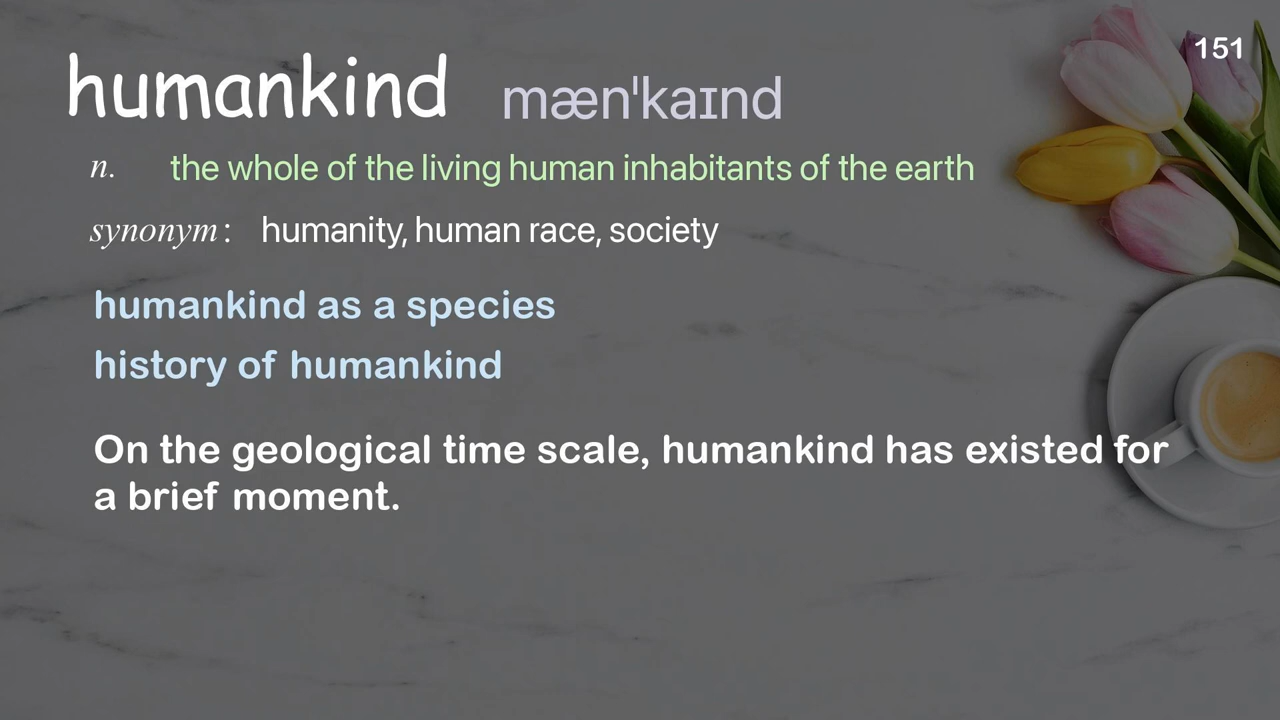 151
humankind mæn'kaɪnd
n. the whole of the living human inhabitants of the earth
synonym: humanity, human race, society
humankind as a species
history of humankind
On the geological time scale, humankind has existed for
a brief moment.